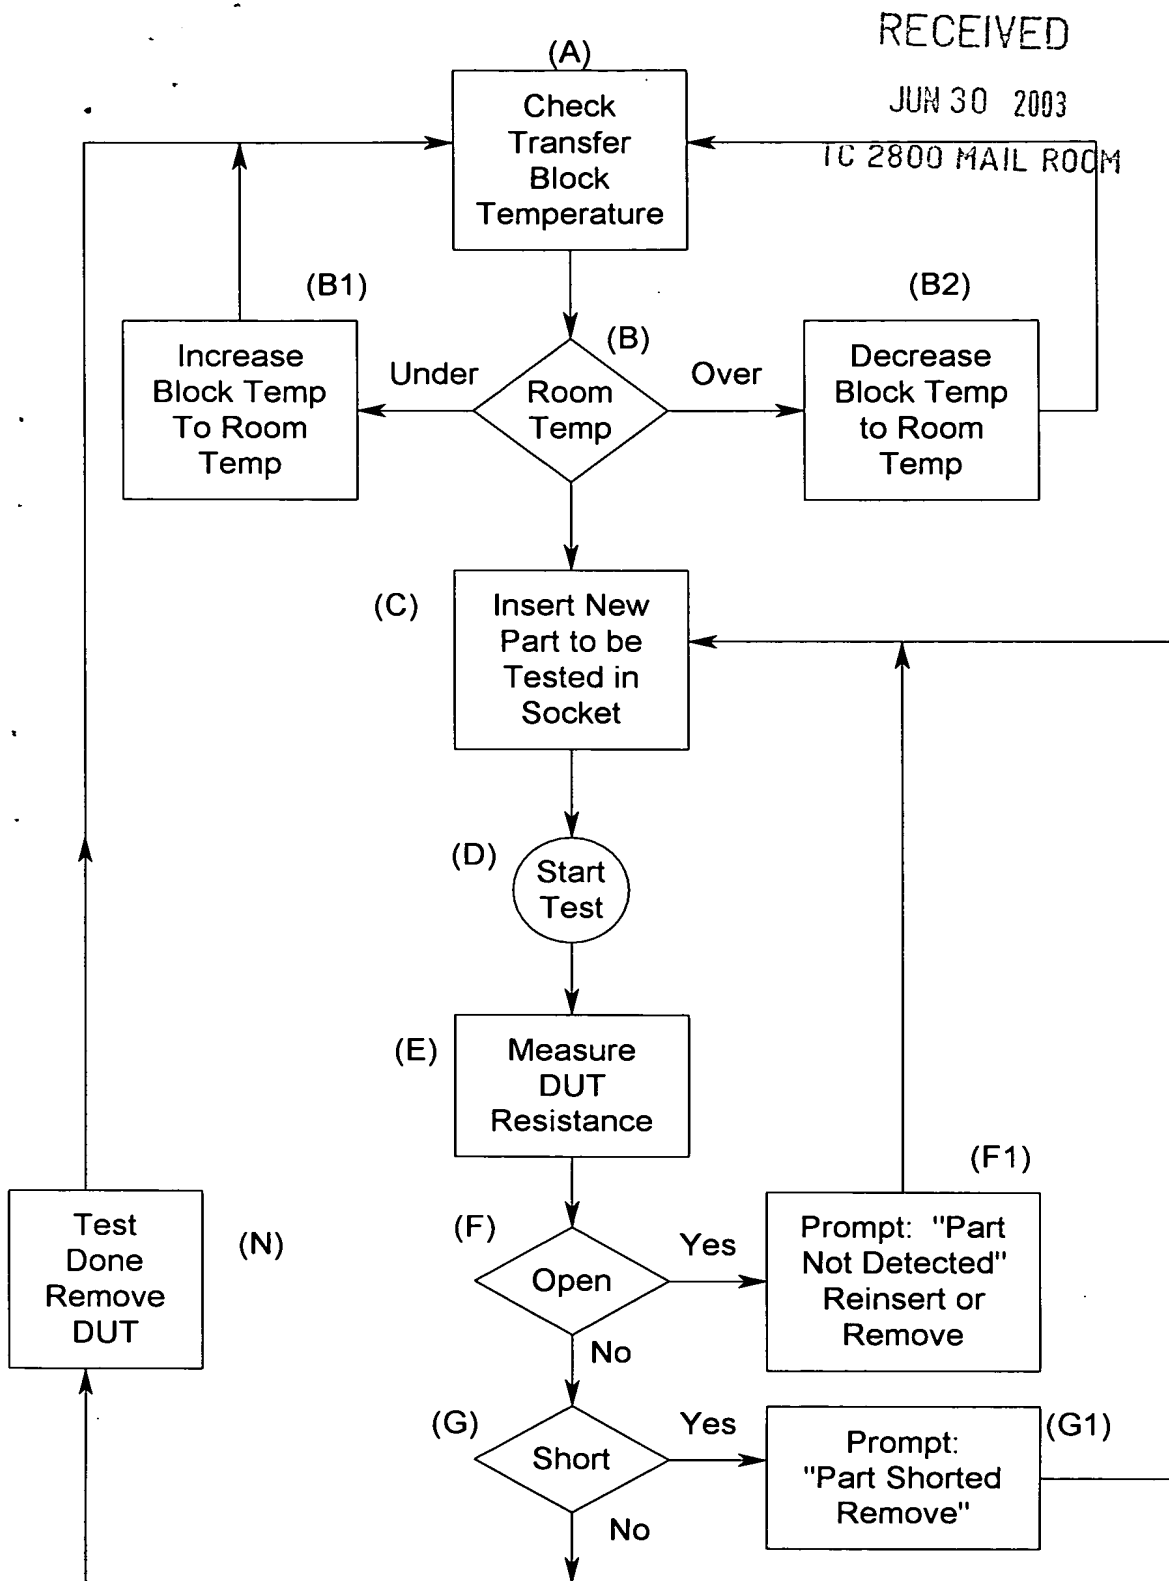 RECEIVED
JUN 30 2003
TC 2800 MAIL ROOM
(A)
Check
Transfer
Block
Temperature
(B1)
Increase
Block Temp
To Room
Temp
Under
(B)
Room
Temp
Over
(B2)
Decrease
Block Temp
to Room
Temp
(C)
Insert New
Part to be
Tested in
Socket
(D)
Start
Test
(E)
Measure
DUT
Resistance
(F)
Open
Yes
No
(F1)
Prompt: "Part
Not Detected"
Reinsert or
Remove
(N)
Test
Done
Remove
DUT
(G)
Short
Yes
No
(G1)
Prompt:
"Part Shorted
Remove"